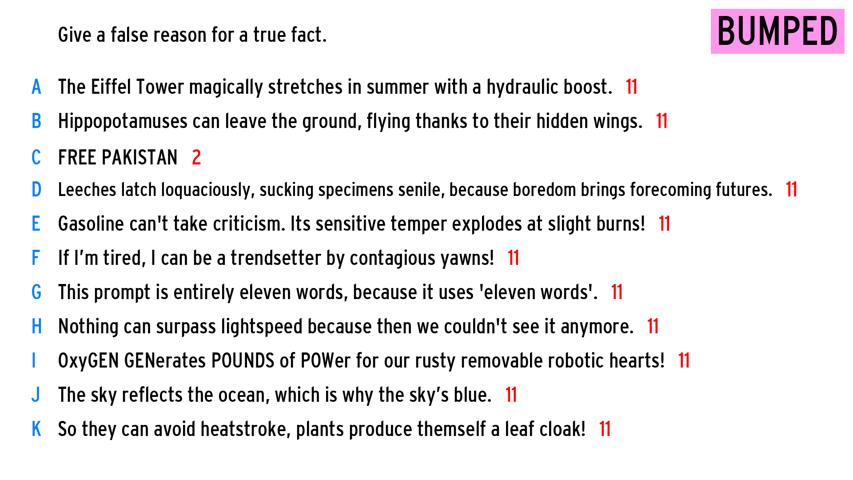 Give a false reason for a true fact.
BUMPED
A The Eiffel Tower magically stretches in summer with a hydraulic boost. 11
B Hippopotamuses can leave the ground, flying thanks to their hidden wings. 11
C FREE PAKISTAN 2
D Leeches latch loquaciously, sucking specimens senile, because boredom brings forecoming futures. 11
E Gasoline can't take criticism. Its sensitive temper explodes at slight burns! 11
F If I’m tired, I can be a trendsetter by contagious yawns! 11
G This prompt is entirely eleven words, because it uses 'eleven words'. 11
H Nothing can surpass lightspeed because then we couldn't see it anymore. 11
I OxyGEN GENerates POUNDS of POWer for our rusty removable robotic hearts! 11
J The sky reflects the ocean, which is why the sky’s blue. 11
K So they can avoid heatstroke, plants produce themself a leaf cloak! 11